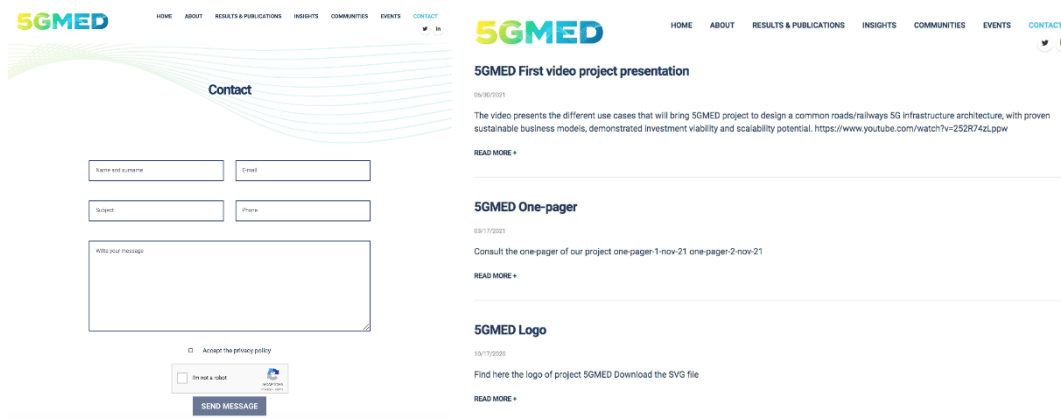 5GMED
HOME ABOUT RESULTS & PUBLICATIONS INSIGHTS COMMUNITIES EVENTS CONTACT
in
Contact
Name and surname
E-mail
Subject
Phone
Write your message
Accept the privacy policy
I'm not a robot
reCAPTCHA
SEND MESSAGE
5GMED
HOME ABOUT RESULTS & PUBLICATIONS INSIGHTS COMMUNITIES EVENTS CONTACT
5GMED First video project presentation
06/30/2021
The video presents the different use cases that will bring 5GMED project to design a common roads/railways 5G infrastructure architecture, with proven
sustainable business models, demonstrated investment viability and scalability potential. https://www.youtube.com/watch?v=252R74zLppw
READ MORE +
5GMED One-pager
03/17/2021
Consult the one-pager of our project one-pager-1-nov-21 one-pager-2-nov-21
READ MORE +
5GMED Logo
10/17/2020
Find here the logo of project 5GMED Download the SVG file
READ MORE +